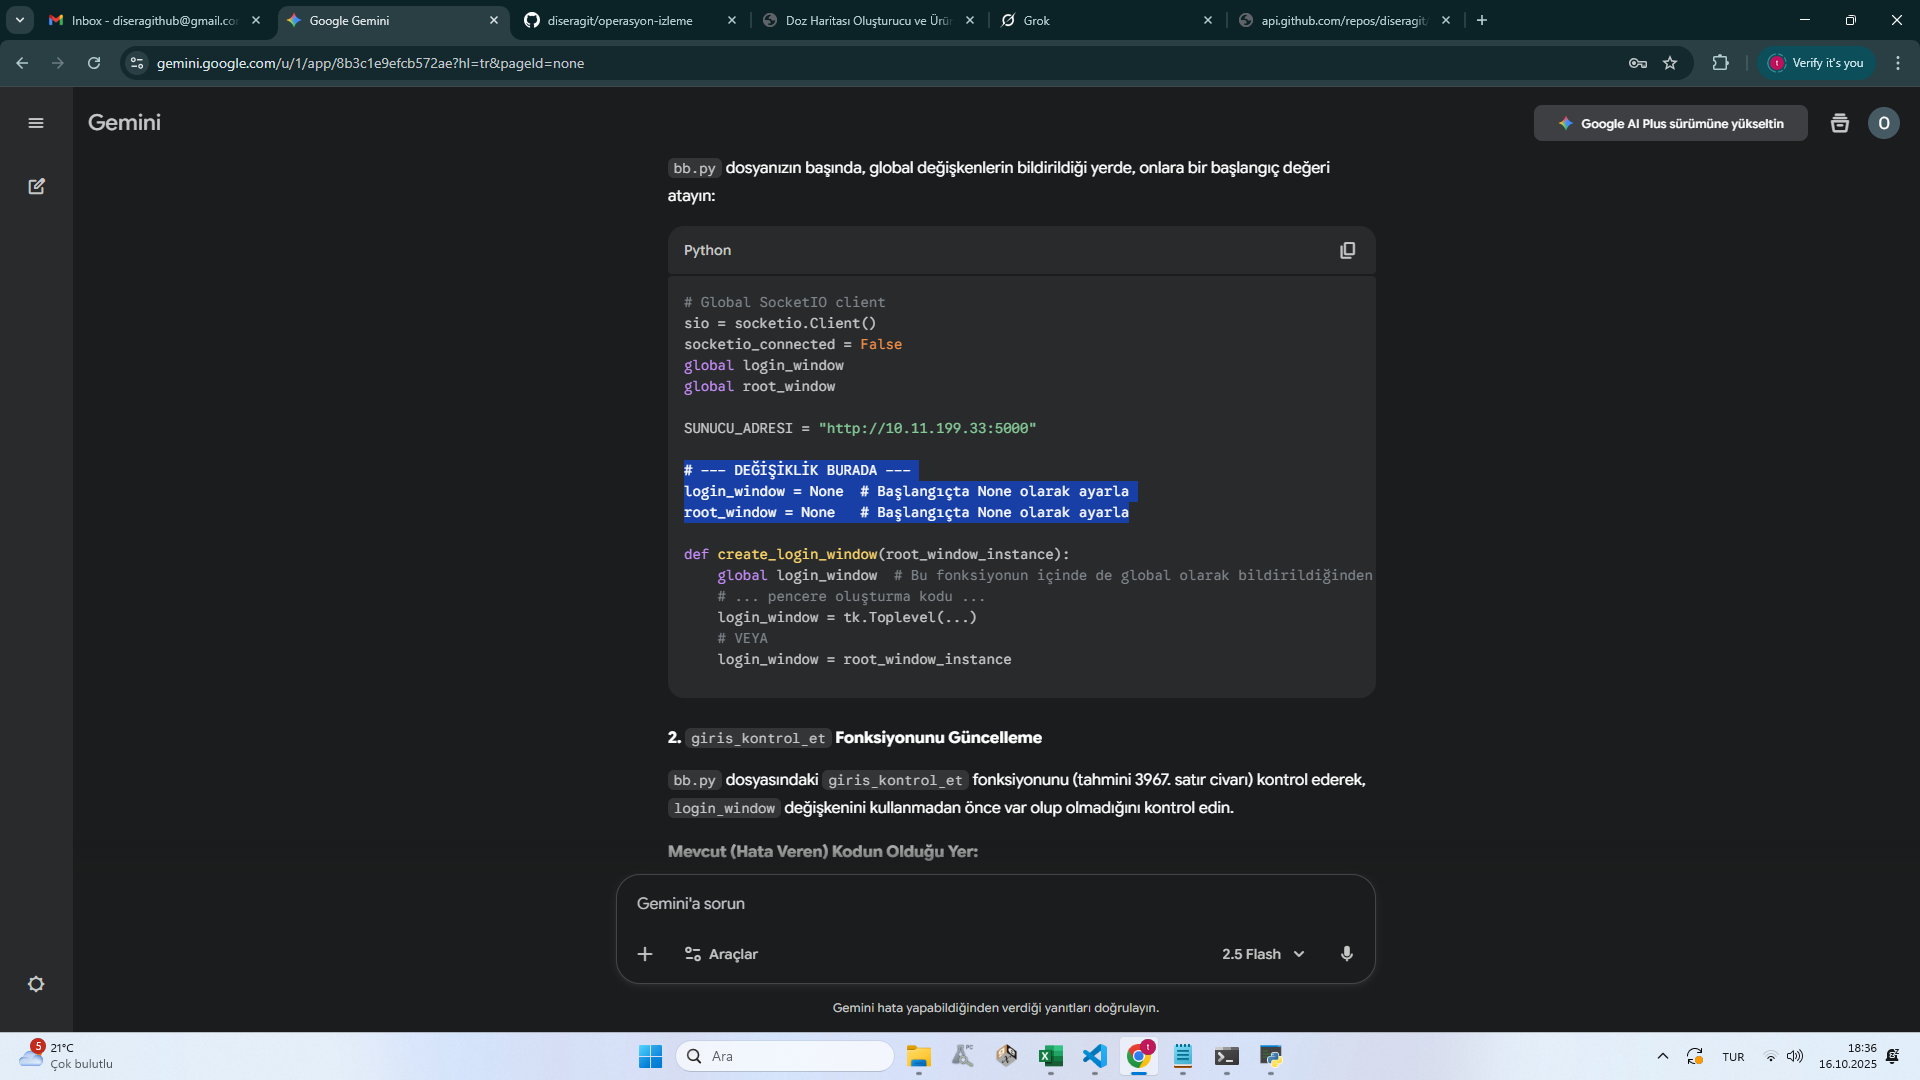 Inbox - diseragithub@gmail.co
Google Gemini
diseragit/operasyon-izleme
Doz Haritası Oluşturucu ve Ürü
Grok
api.github.com/repos/diseragit/
gemini.google.com/u/1/app/8b3c1e9efcb572ae?hl=tr&pageId=none
t
Verify it's you
Gemini
Google AI Plus sürümüne yükseltin
O
bb.py dosyanızın başında, global değişkenlerin bildirildiği yerde, onlara bir başlangıç değeri
atayın:
Python
# Global SocketIO client
sio = socketio.Client()
socketio_connected = False
global login_window
global root_window
SUNUCU_ADRESI = "http://10.11.199.33:5000"
# --- DEĞİŞİKLİK BURADA ---
login_window = None  # Başlangıçta None olarak ayarla
root_window = None   # Başlangıçta None olarak ayarla
def create_login_window(root_window_instance):
    global login_window  # Bu fonksiyonun içinde de global olarak bildirildiğinden
    # ... pencere oluşturma kodu ...
    login_window = tk.Toplevel(...)
    # VEYA
    login_window = root_window_instance
2. giris_kontrol_et Fonksiyonunu Güncelleme
bb.py dosyasındaki giris_kontrol_et fonksiyonunu (tahmini 3967. satır civarı) kontrol ederek,
login_window değişkenini kullanmadan önce var olup olmadığını kontrol edin.
Mevcut (Hata Veren) Kodun Olduğu Yer:
Gemini'a sorun
Araçlar
2.5 Flash
Gemini hata yapabildiğinden verdiği yanıtları doğrulayın.
5
21°C
Çok bulutlu
Ara
t
TUR
18:36
16.10.2025